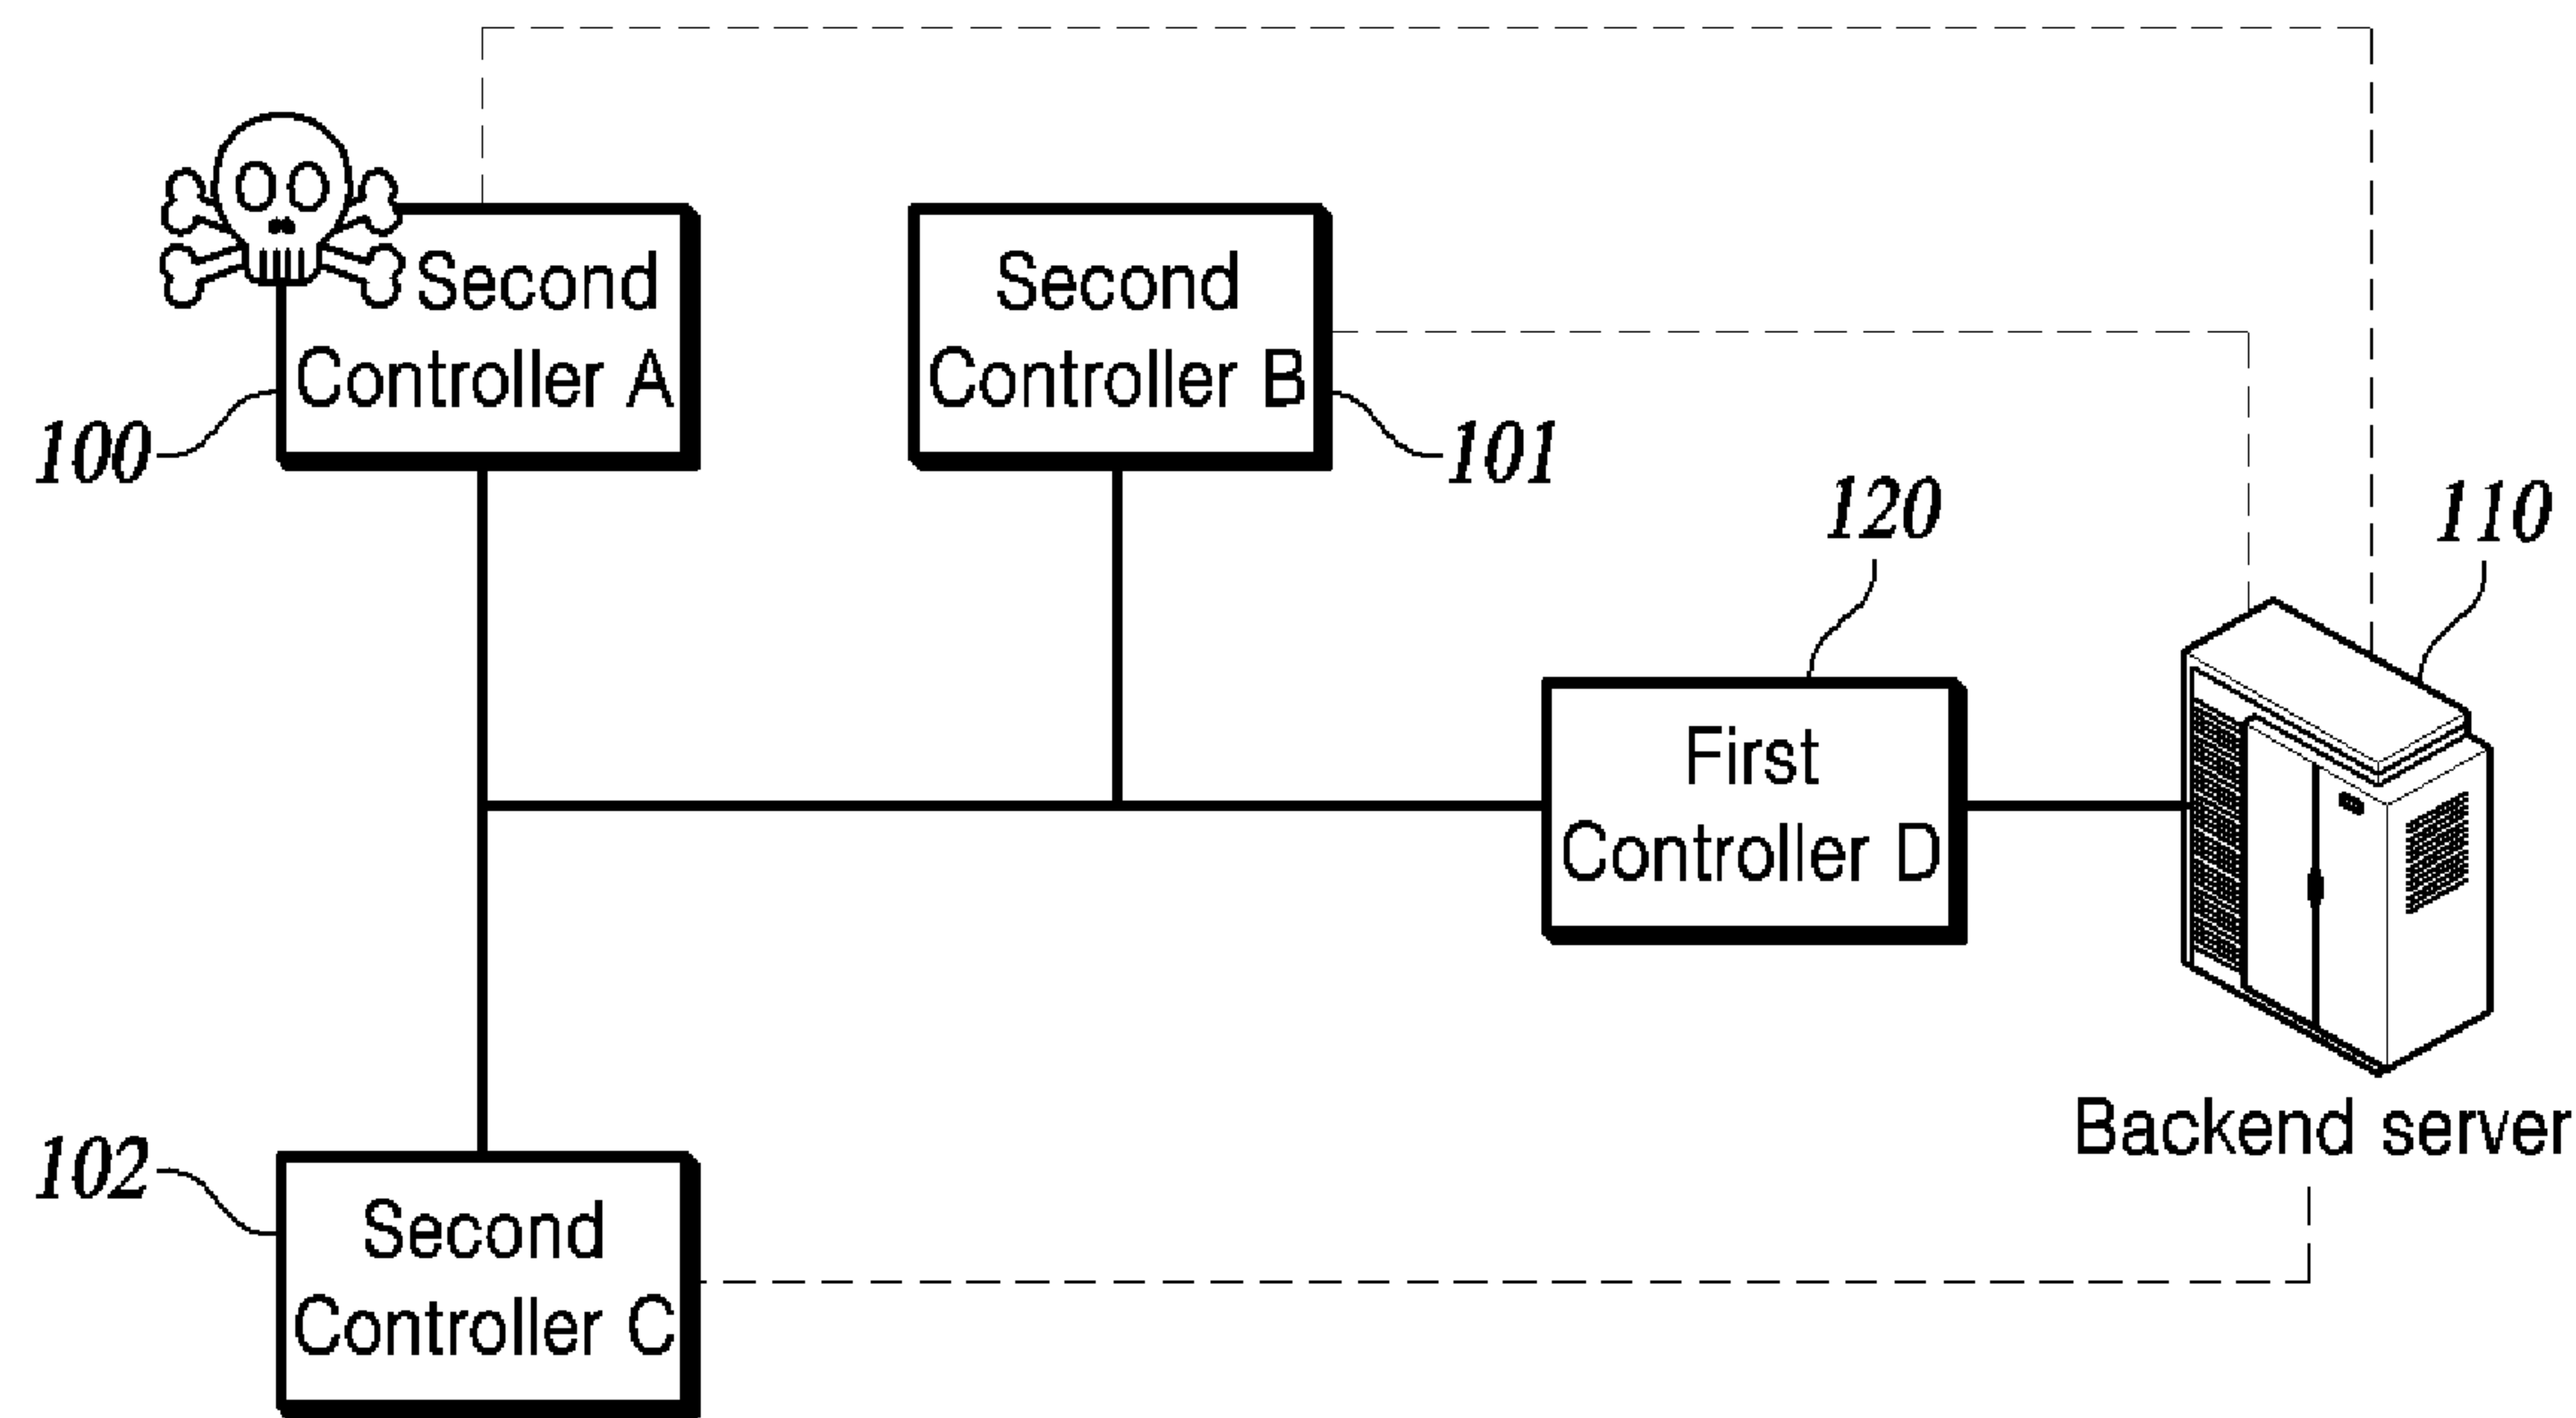 Second
Controller A
100
Second
Controller B
101
120
110
First
Controller D
Backend server
102
Second
Controller C